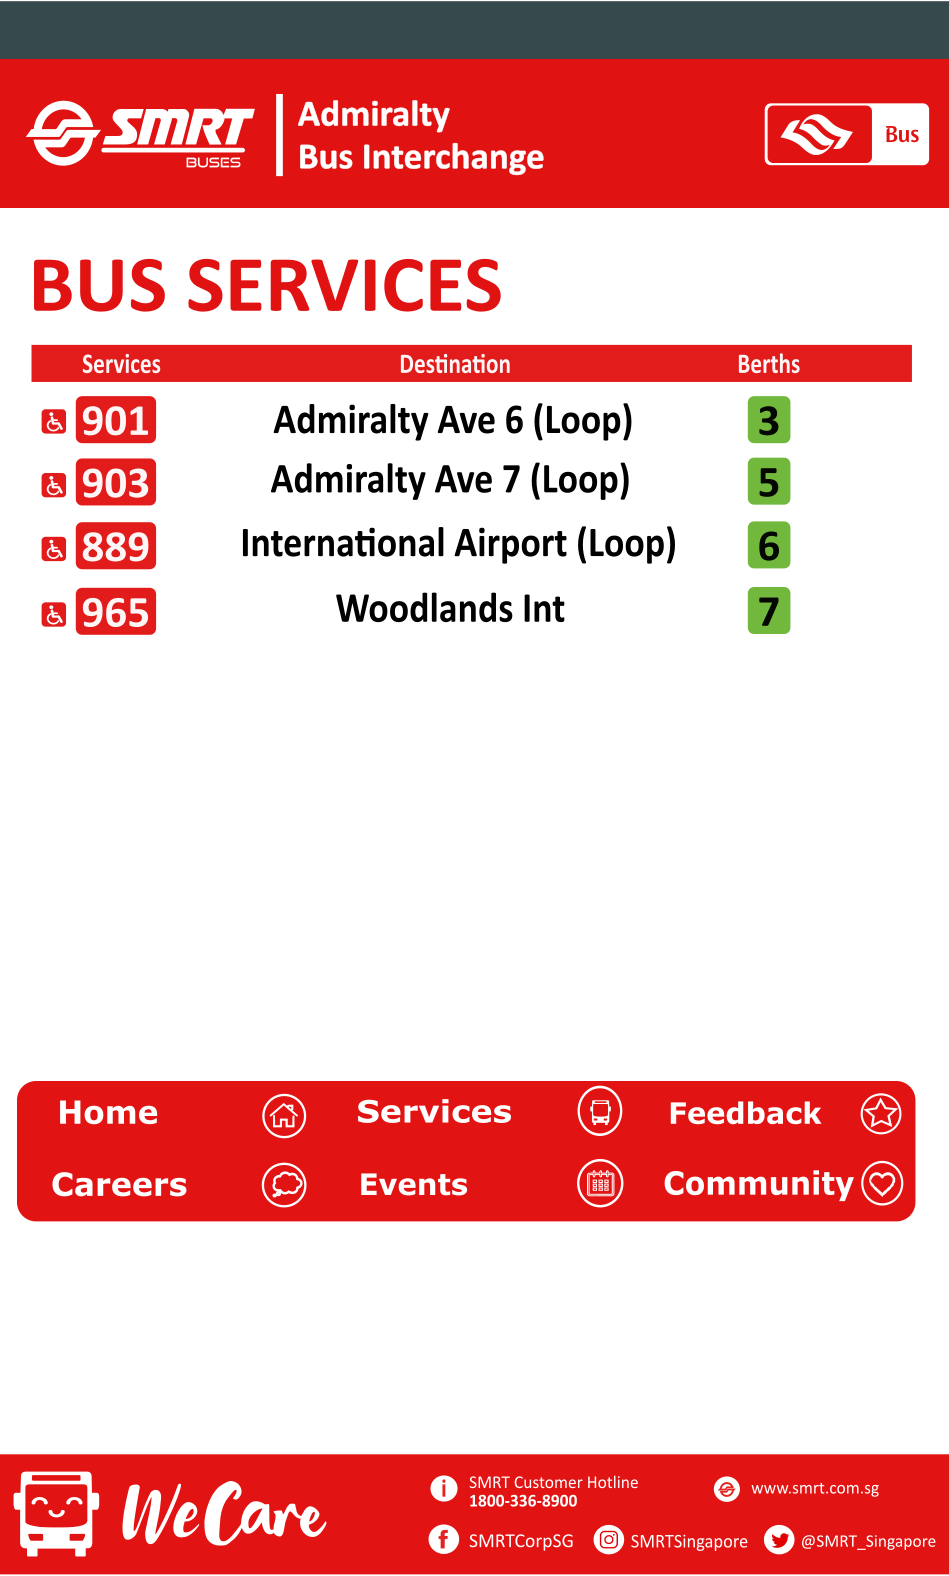 SMRT
BUSES
Admiralty
Bus Interchange
Bus
BUS SERVICES
Services Destination Berths
901 Admiralty Ave 6 (Loop) 3
903 Admiralty Ave 7 (Loop) 5
889 International Airport (Loop) 6
965 Woodlands Int 7
Home Services Feedback
Careers Events Community
WeCare
SMRT Customer Hotline
1800-336-8900
www.smrt.com.sg
SMRTCorpSG SMRTSingapore @SMRT_Singapore